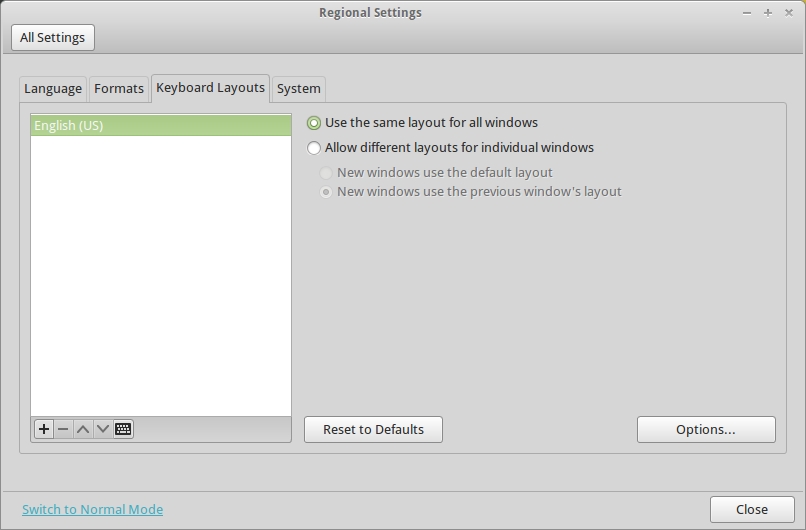 Regional Settings
All Settings
Language Formats Keyboard Layouts System
English (US)
Use the same layout for all windows
Allow different layouts for individual windows
New windows use the default layout
New windows use the previous window's layout
Reset to Defaults
Options...
Switch to Normal Mode
Close